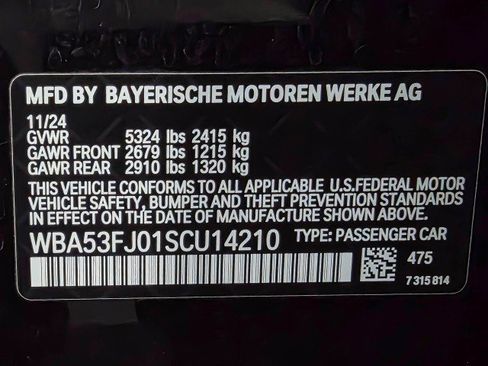 MFD BY BAYERISCHE MOTOREN WERKE AG
11/24
GVWR 5324 lbs 2415 kg
GAWR FRONT 2679 lbs 1215 kg
GAWR REAR 2910 lbs 1320 kg
THIS VEHICLE CONFORMS TO ALL APPLICABLE U.S.FEDERAL MOTOR
VEHICLE SAFETY, BUMPER AND THEFT PREVENTION STANDARDS
IN EFFECT ON THE DATE OF MANUFACTURE SHOWN ABOVE.
WBA53FJ01SCU14210 TYPE: PASSENGER CAR
475
7 315 814